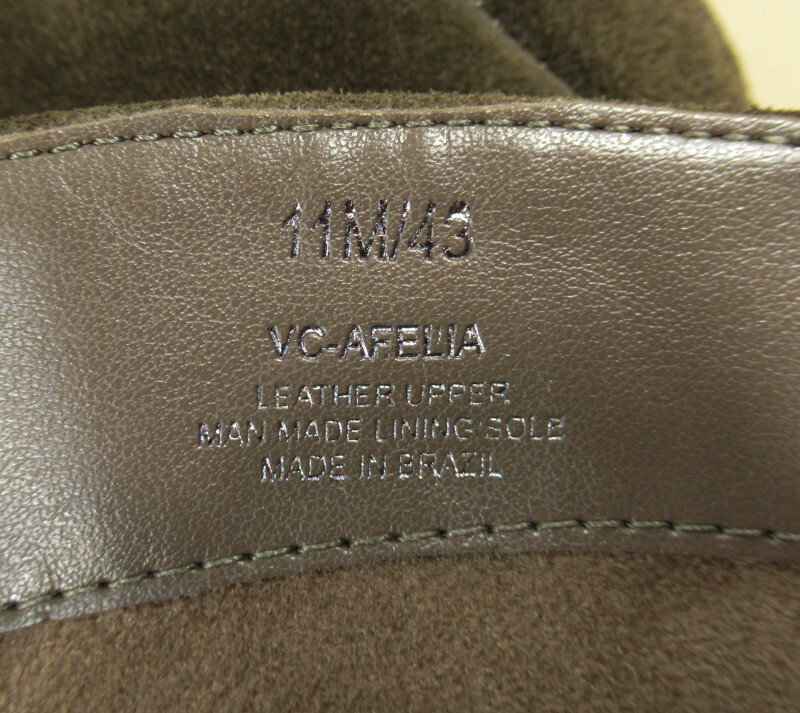 11M/43
VC-AFELIA
LEATHER UPPER
MAN MADE LINING SOLE
MADE IN BRAZIL